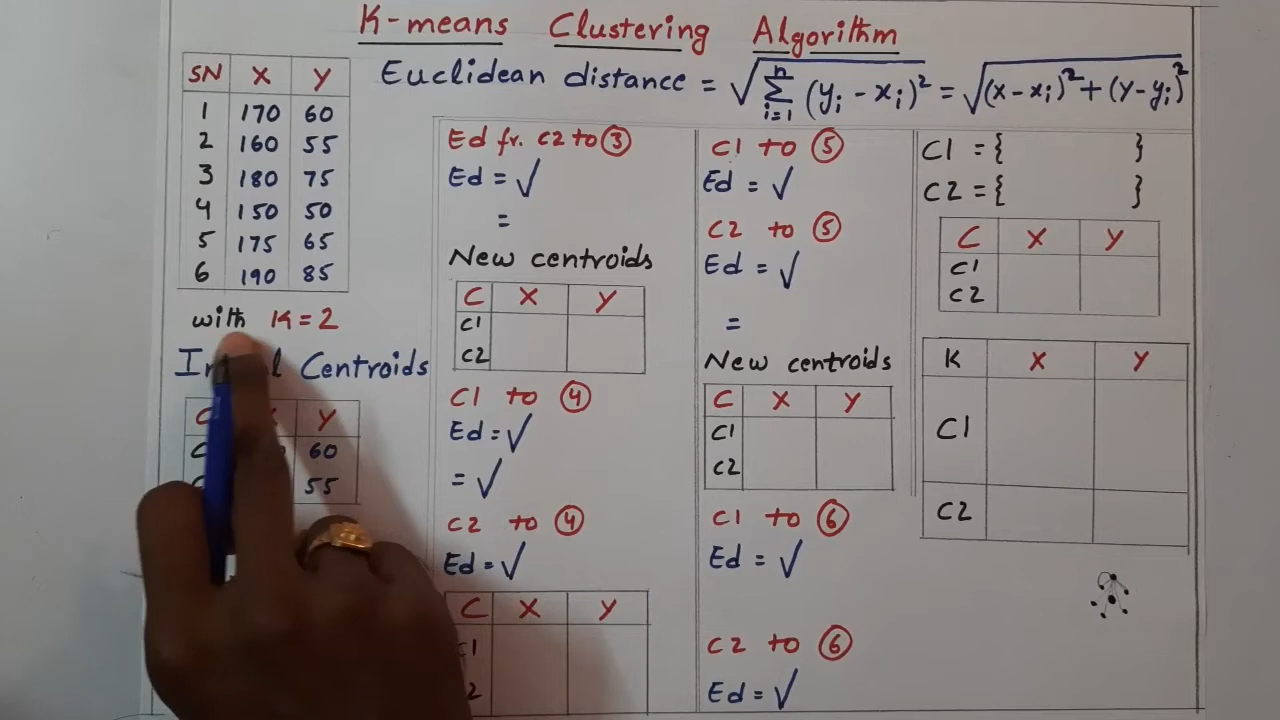 K-means Clustering Algorithm
SN X Y
1 170 60
2 160 55
3 180 75
4 150 50
5 175 65
6 190 85
with K=2
Centroids
C Y
60
55
Euclidean distance = √∑ᵢ₌₁ⁿ (yᵢ - xᵢ)² = √(x-xᵢ)² + (y-yᵢ)²
Ed fr. C2 to ③
Ed = √
=
New centroids
C X Y
C1
C2
C1 to ④
Ed = √
= √
C2 to ④
Ed = √
C X Y
C1 to ⑤
Ed = √
C2 to ⑤
Ed = √
=
New centroids
C X Y
C1
C2
C1 to ⑥
Ed = √
C2 to ⑥
Ed = √
C1 = { }
C2 = { }
C X Y
C1
C2
K X Y
C1
C2